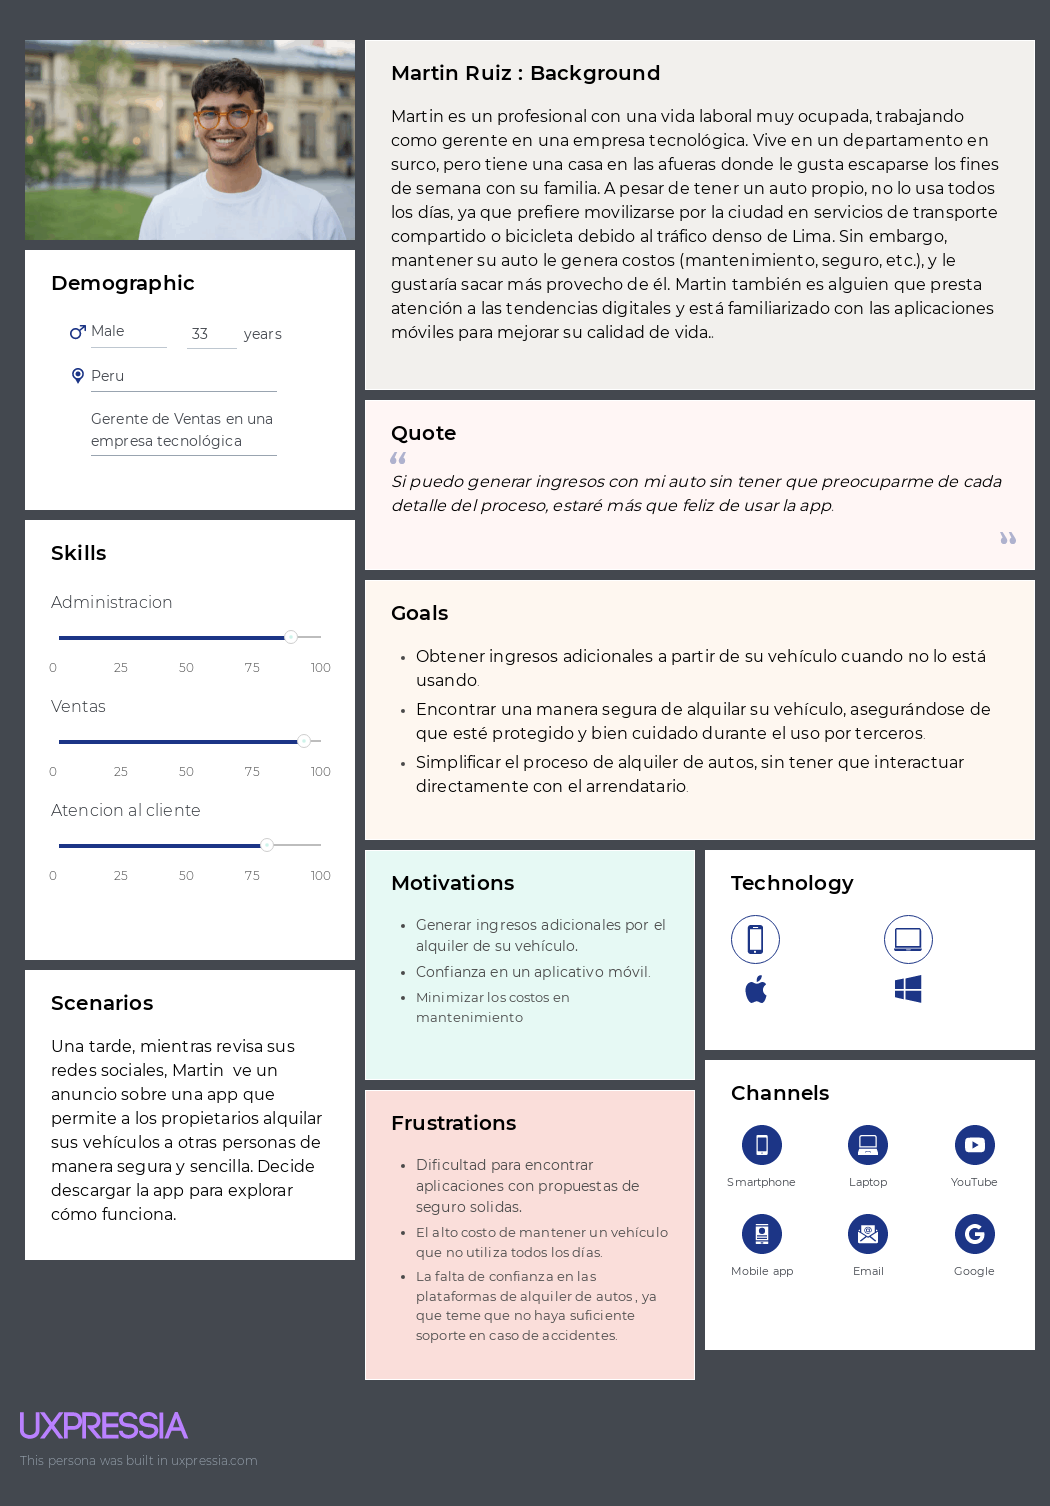 Martin Ruiz : Background
Martin es un profesional con una vida laboral muy ocupada, trabajando
como gerente en una empresa tecnológica. Vive en un departamento en
surco, pero tiene una casa en las afueras donde le gusta escaparse los fines
de semana con su familia. A pesar de tener un auto propio, no lo usa todos
los días, ya que prefiere movilizarse por la ciudad en servicios de transporte
compartido o bicicleta debido al tráfico denso de Lima. Sin embargo,
mantener su auto le genera costos (mantenimiento, seguro, etc.), y le
gustaría sacar más provecho de él. Martin también es alguien que presta
atención a las tendencias digitales y está familiarizado con las aplicaciones
móviles para mejorar su calidad de vida..
Demographic
Male 33 years
Peru
Gerente de Ventas en una
empresa tecnológica
Quote
“
Si puedo generar ingresos con mi auto sin tener que preocuparme de cada
detalle del proceso, estaré más que feliz de usar la app.
”
Skills
Administracion
0 25 50 75 100
Ventas
0 25 50 75 100
Atencion al cliente
0 25 50 75 100
Goals
• Obtener ingresos adicionales a partir de su vehículo cuando no lo está
usando.
• Encontrar una manera segura de alquilar su vehículo, asegurándose de
que esté protegido y bien cuidado durante el uso por terceros.
• Simplificar el proceso de alquiler de autos, sin tener que interactuar
directamente con el arrendatario.
Motivations
• Generar ingresos adicionales por el
alquiler de su vehículo.
• Confianza en un aplicativo móvil.
• Minimizar los costos en
mantenimiento
Technology
Scenarios
Una tarde, mientras revisa sus
redes sociales, Martin ve un
anuncio sobre una app que
permite a los propietarios alquilar
sus vehículos a otras personas de
manera segura y sencilla. Decide
descargar la app para explorar
cómo funciona.
Frustrations
• Dificultad para encontrar
aplicaciones con propuestas de
seguro solidas.
• El alto costo de mantener un vehículo
que no utiliza todos los días.
• La falta de confianza en las
plataformas de alquiler de autos , ya
que teme que no haya suficiente
soporte en caso de accidentes.
Channels
Smartphone Laptop YouTube
Mobile app Email Google
UXPRESSIA
This persona was built in uxpressia.com